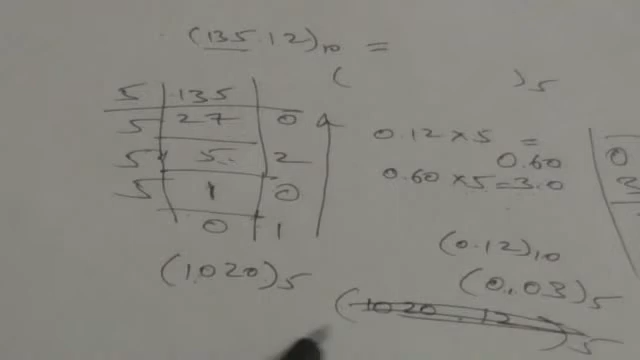 (135.12)₁₀ =
( )₅
5 | 135
5 | 27 | 0
5 | 5 | 2
5 | 1 | 0
0 | 1
(1020)₅
0.12 × 5 =
0.60
0.60 × 5 = 3.0
0
3
(0.12)₁₀
(0.03)₅
(1020.12)₅